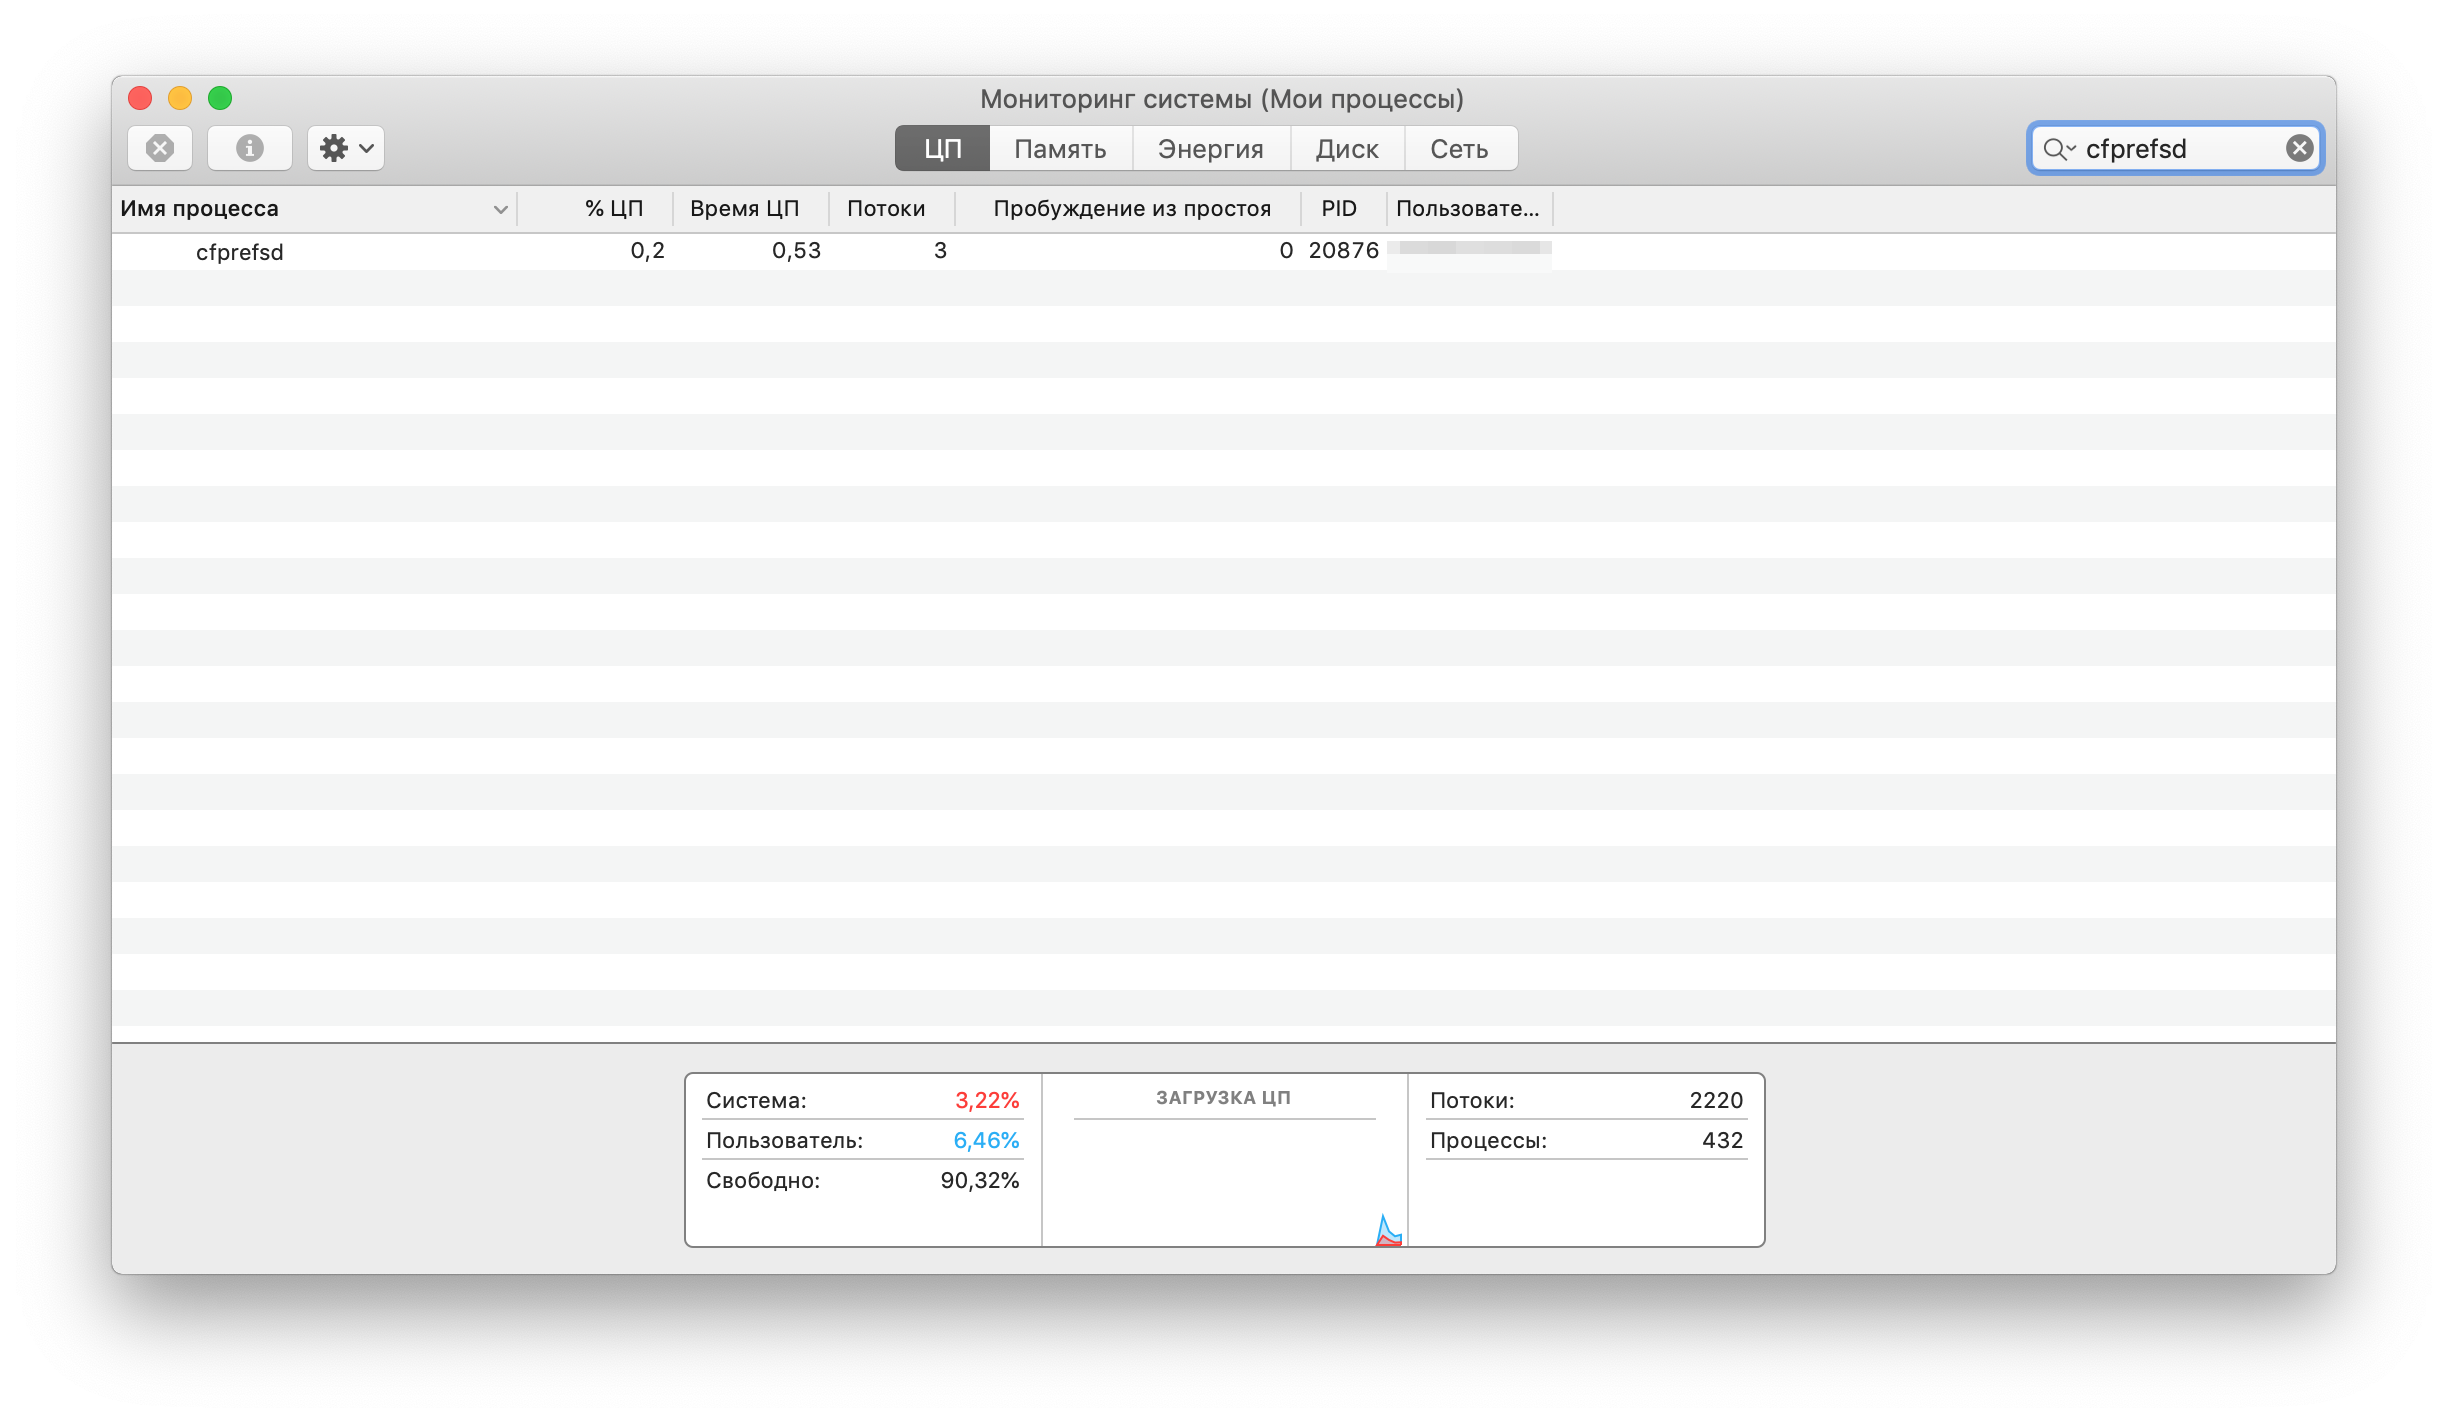 Мониторинг системы (Мои процессы)
ЦП Память Энергия Диск Сеть cfprefsd
Имя процесса % ЦП Время ЦП Потоки Пробуждение из простоя PID Пользовате...
cfprefsd 0,2 0,53 3 0 20876
Система: 3,22% ЗАГРУЗКА ЦП Потоки: 2220
Пользователь: 6,46% Процессы: 432
Свободно: 90,32%